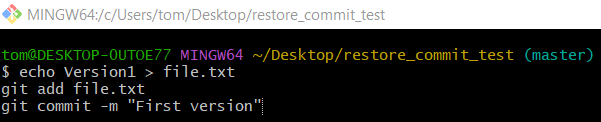 MINGW64:/c/Users/tom/Desktop/restore_commit_test
tom@DESKTOP-OUTOE77 MINGW64 ~/Desktop/restore_commit_test (master)
$ echo Version1 > file.txt
git add file.txt
git commit -m "First version"